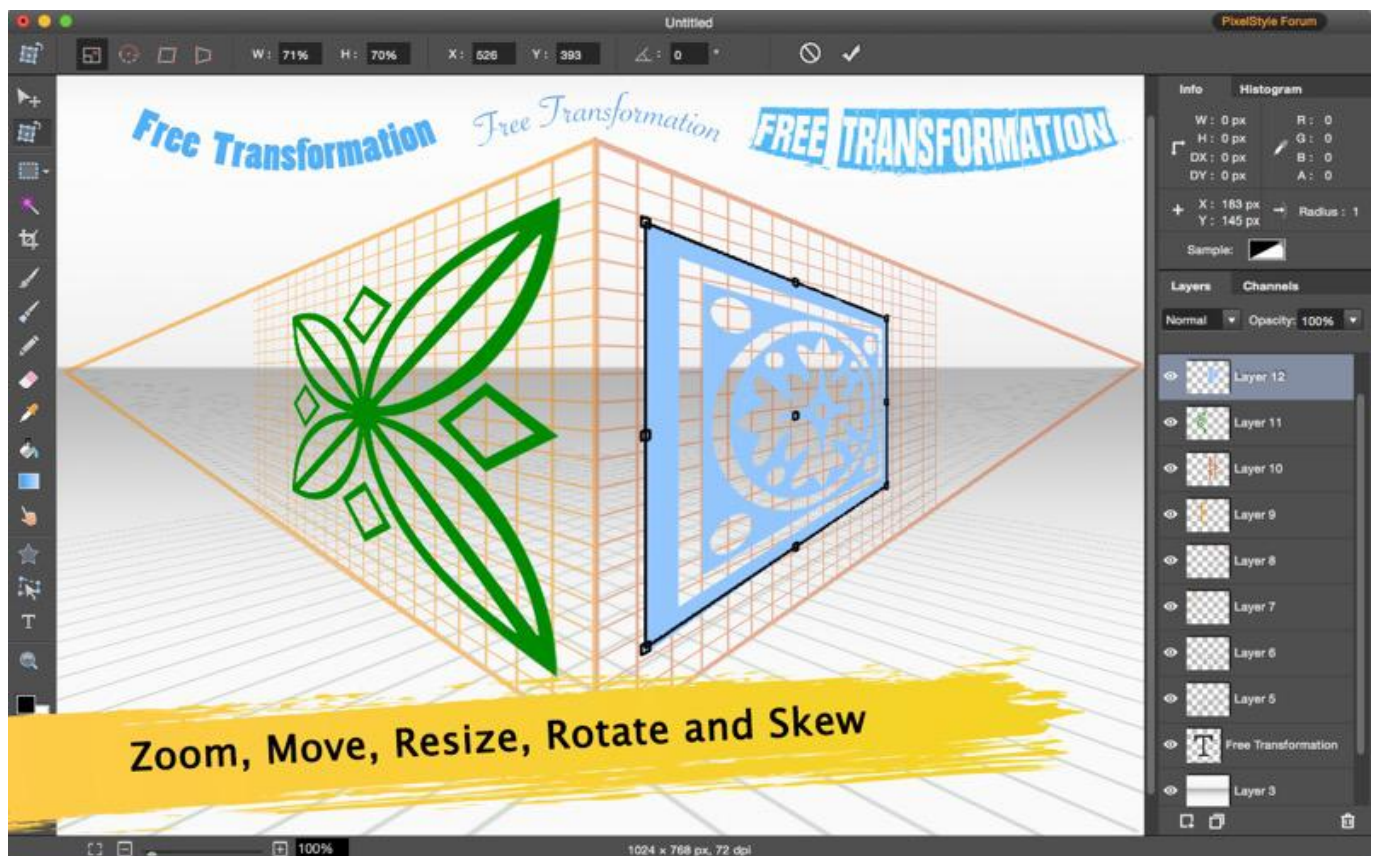 Untitled
PixelStyle Forum
W: 71% H: 70% X: 526 Y: 393 : 0 °
Info Histogram
W: 0 px R: 0
H: 0 px G: 0
DX: 0 px B: 0
DY: 0 px A: 0
X: 183 px Radius: 1
Y: 145 px
Sample:
Layers Channels
Normal Opacity: 100%
Layer 12
Layer 11
Layer 10
Layer 9
Layer 8
Layer 7
Layer 6
Layer 5
T Free Transformation
Layer 3
T
Free Transformation
Free Transformation
FREE TRANSFORMATION
Zoom, Move, Resize, Rotate and Skew
100%
1024 x 768 px, 72 dpi